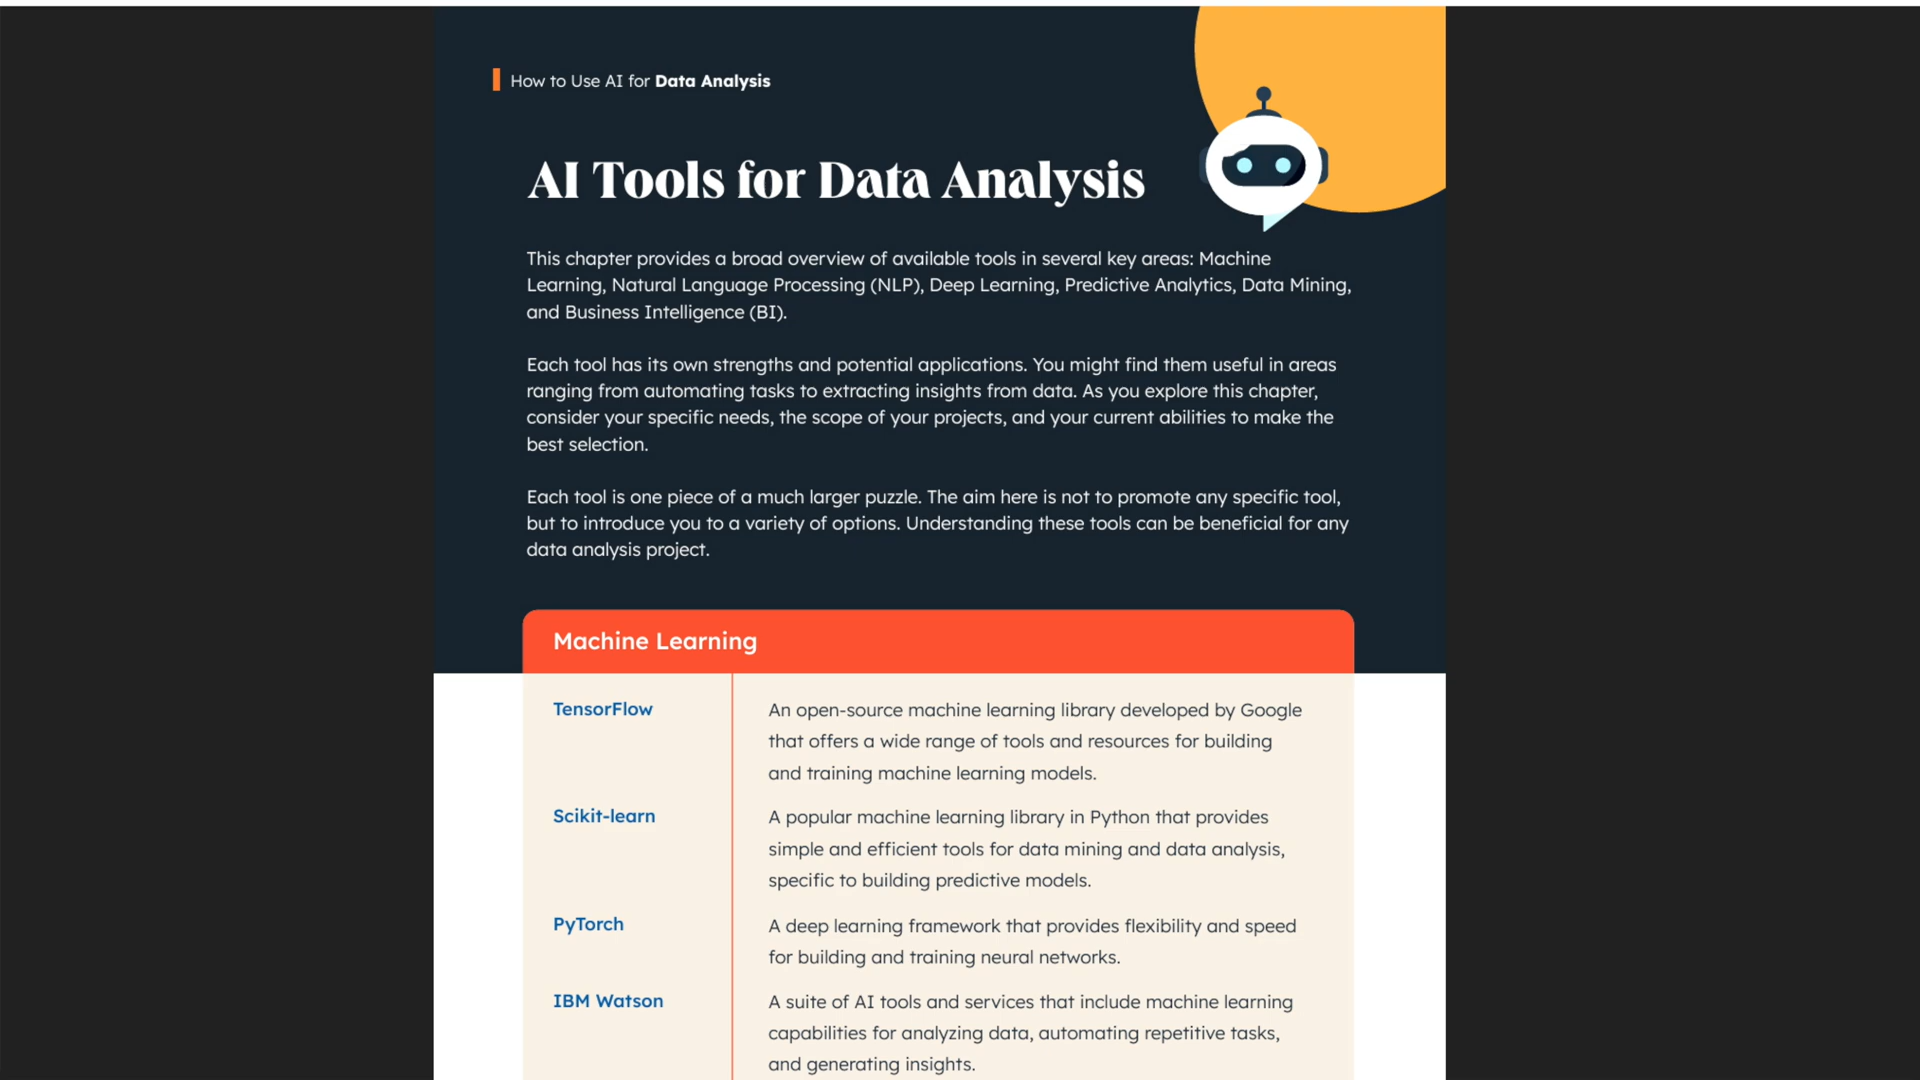 How to Use AI for Data Analysis
AI Tools for Data Analysis
This chapter provides a broad overview of available tools in several key areas: Machine
Learning, Natural Language Processing (NLP), Deep Learning, Predictive Analytics, Data Mining,
and Business Intelligence (BI).
Each tool has its own strengths and potential applications. You might find them useful in areas
ranging from automating tasks to extracting insights from data. As you explore this chapter,
consider your specific needs, the scope of your projects, and your current abilities to make the
best selection.
Each tool is one piece of a much larger puzzle. The aim here is not to promote any specific tool,
but to introduce you to a variety of options. Understanding these tools can be beneficial for any
data analysis project.
Machine Learning
TensorFlow
An open-source machine learning library developed by Google
that offers a wide range of tools and resources for building
and training machine learning models.
Scikit-learn
A popular machine learning library in Python that provides
simple and efficient tools for data mining and data analysis,
specific to building predictive models.
PyTorch
A deep learning framework that provides flexibility and speed
for building and training neural networks.
IBM Watson
A suite of AI tools and services that include machine learning
capabilities for analyzing data, automating repetitive tasks,
and generating insights.